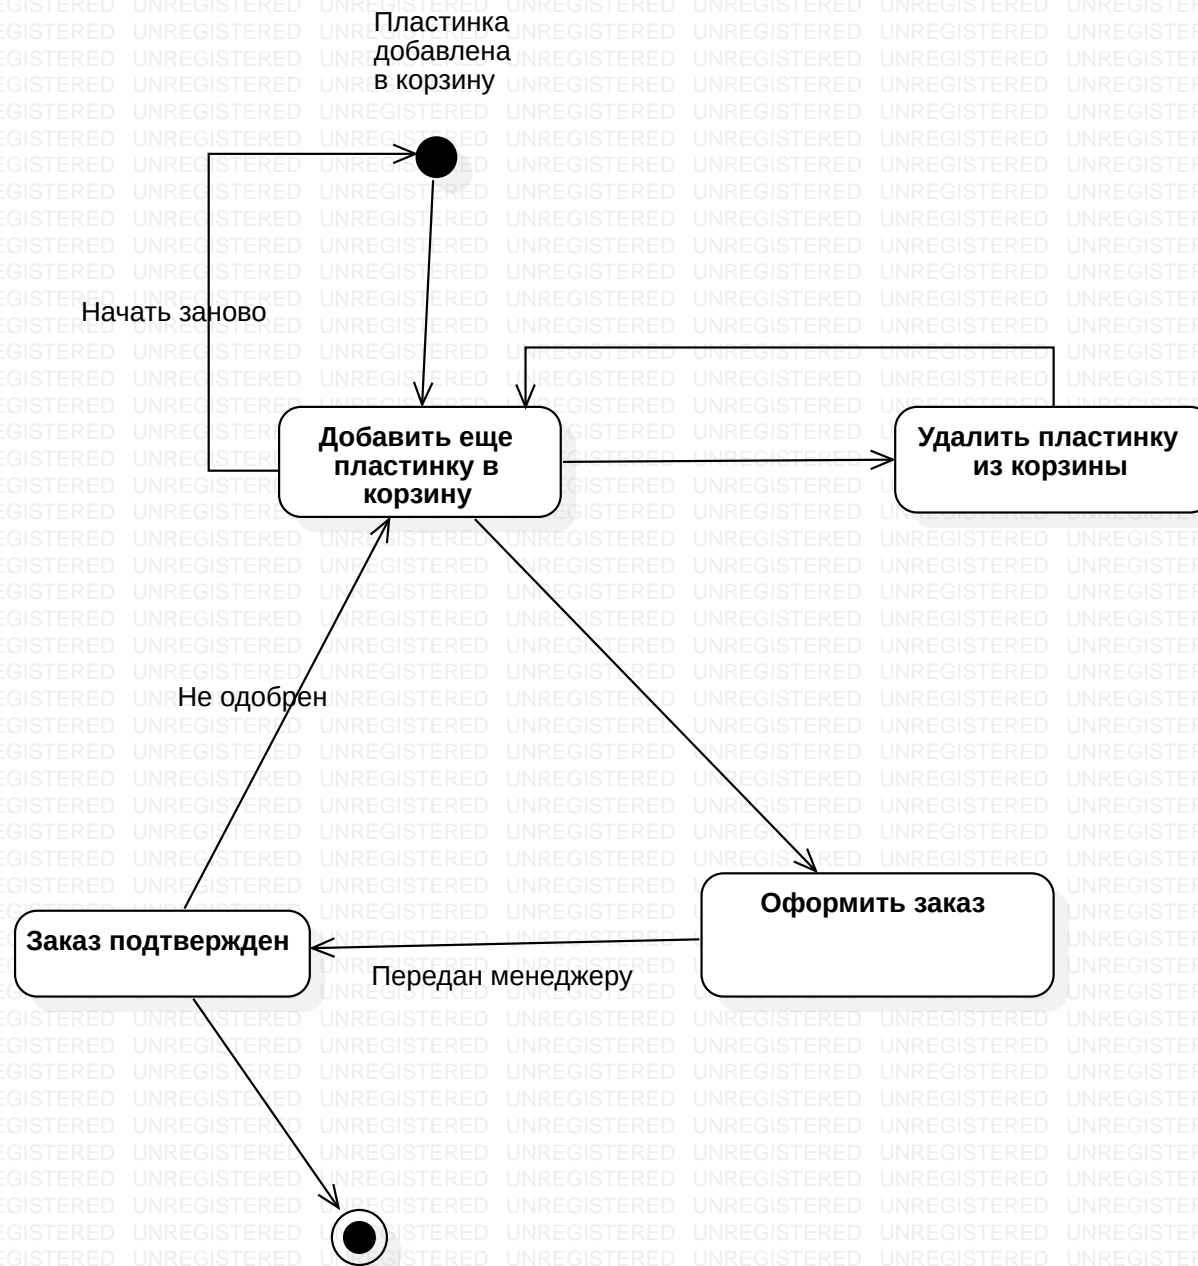 Пластинка
добавлена
в корзину
Начать заново
Добавить еще
пластинку в
корзину
Удалить пластинку
из корзины
Не одобрен
Оформить заказ
Заказ подтвержден
Передан менеджеру
UNREGISTERED